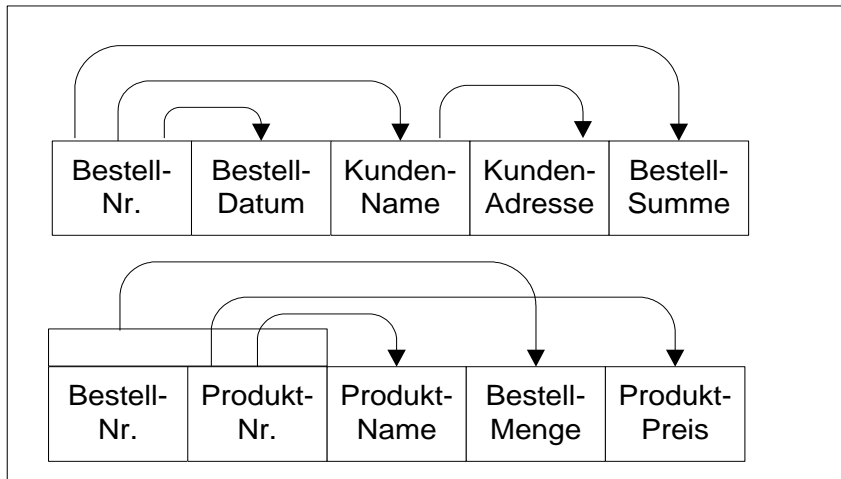 Bestell- Bestell- Kunden- Kunden- Bestell-
Nr. Datum Name Adresse Summe
Bestell- Produkt- Produkt- Bestell- Produkt-
Nr. Nr. Name Menge Preis